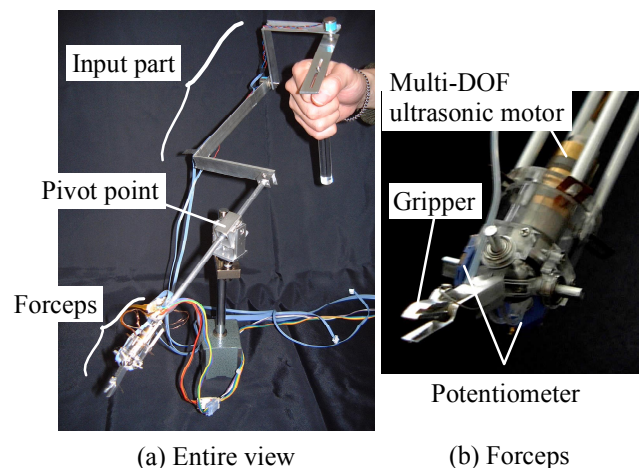 Input part
Pivot point
Forceps
(a) Entire view
Multi-DOF
ultrasonic motor
Gripper
Potentiometer
(b) Forceps